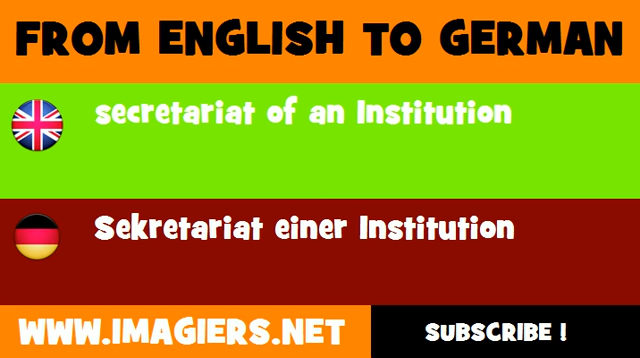 FROM ENGLISH TO GERMAN
secretariat of an Institution
Sekretariat einer Institution
WWW.IMAGIERS.NET
SUBSCRIBE !